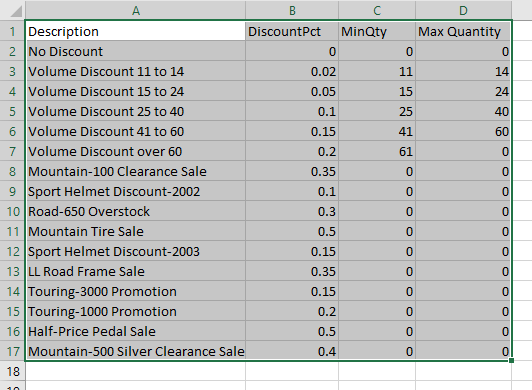 A B C D
1 Description DiscountPct MinQty Max Quantity
2 No Discount 0 0 0
3 Volume Discount 11 to 14 0.02 11 14
4 Volume Discount 15 to 24 0.05 15 24
5 Volume Discount 25 to 40 0.1 25 40
6 Volume Discount 41 to 60 0.15 41 60
7 Volume Discount over 60 0.2 61 0
8 Mountain-100 Clearance Sale 0.35 0 0
9 Sport Helmet Discount-2002 0.1 0 0
10 Road-650 Overstock 0.3 0 0
11 Mountain Tire Sale 0.5 0 0
12 Sport Helmet Discount-2003 0.15 0 0
13 LL Road Frame Sale 0.35 0 0
14 Touring-3000 Promotion 0.15 0 0
15 Touring-1000 Promotion 0.2 0 0
16 Half-Price Pedal Sale 0.5 0 0
17 Mountain-500 Silver Clearance Sale 0.4 0 0
18